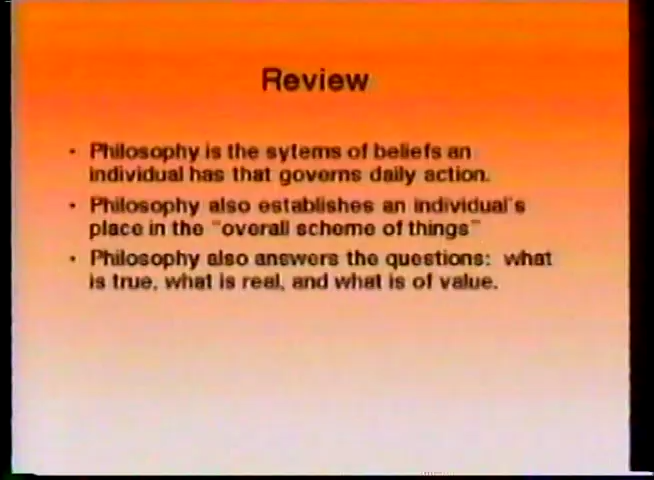 Review
• Philosophy is the sytems of beliefs an
individual has that governs daily action.
• Philosophy also establishes an individual's
place in the "overall scheme of things"
• Philosophy also answers the questions: what
is true, what is real, and what is of value.